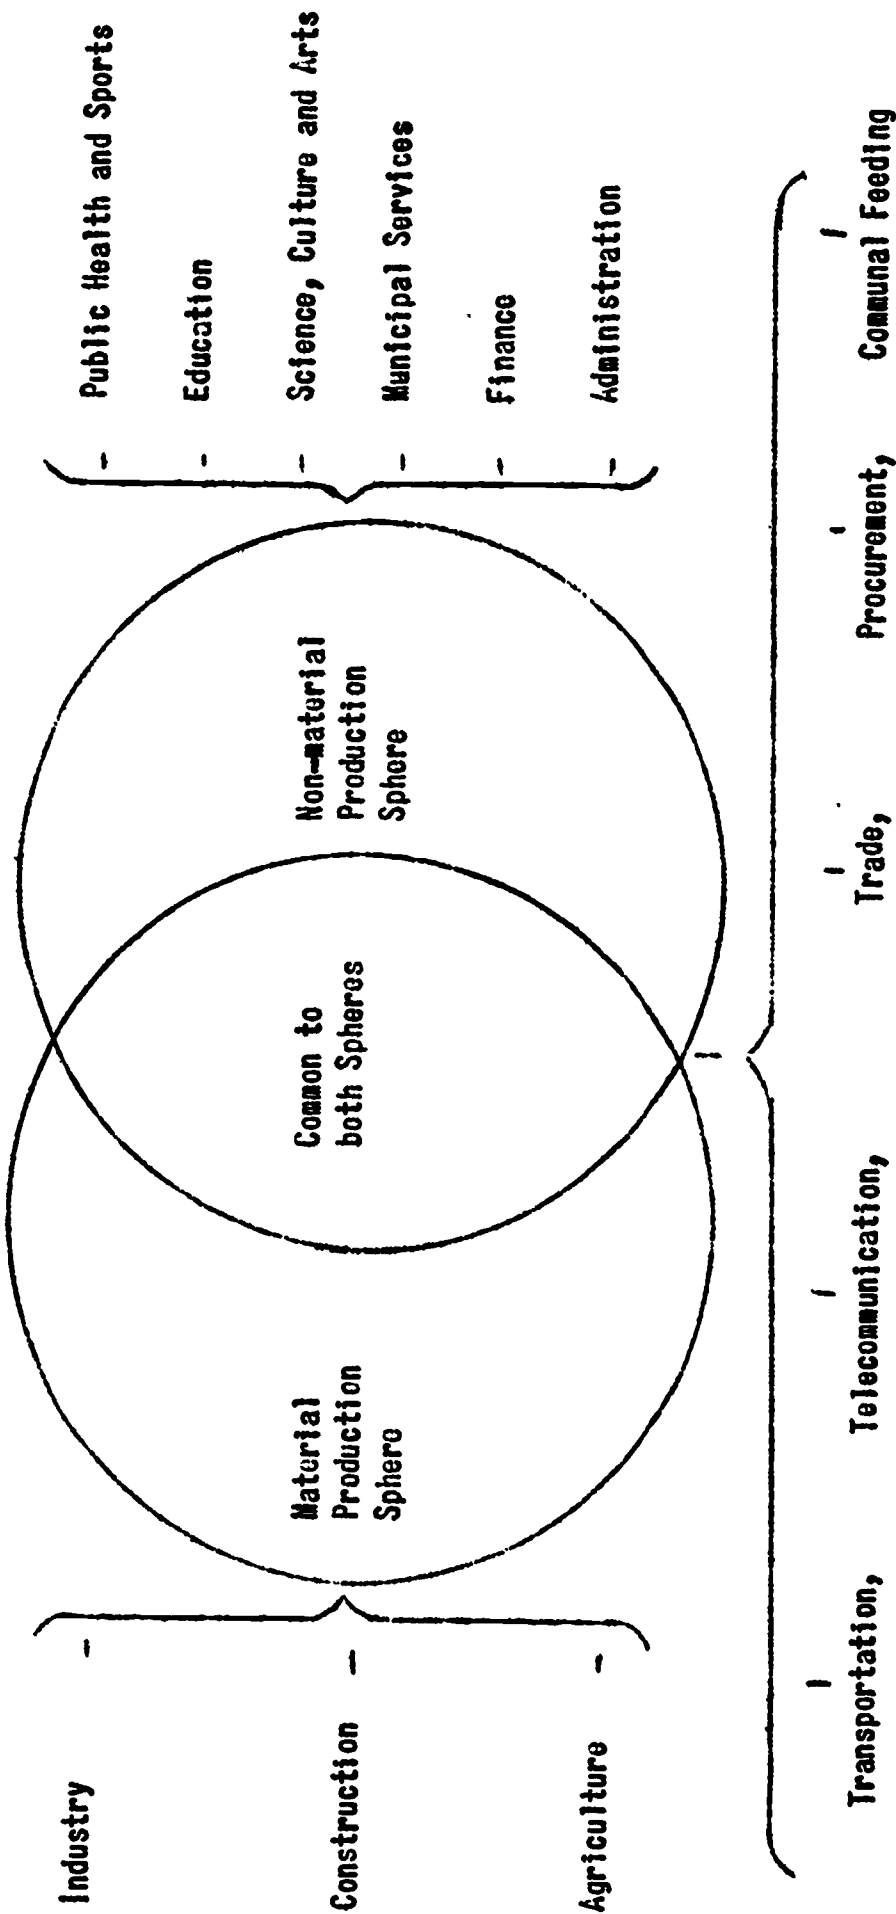 Industry
Construction
Agriculture
Material
Production
Sphere
Common to
both Spheres
Non-material
Production
Sphere
Public Health and Sports
Education
Science, Culture and Arts
Municipal Services
Finance
Administration
Transportation, Telecommunication, Trade, Procurement, Communal Feeding